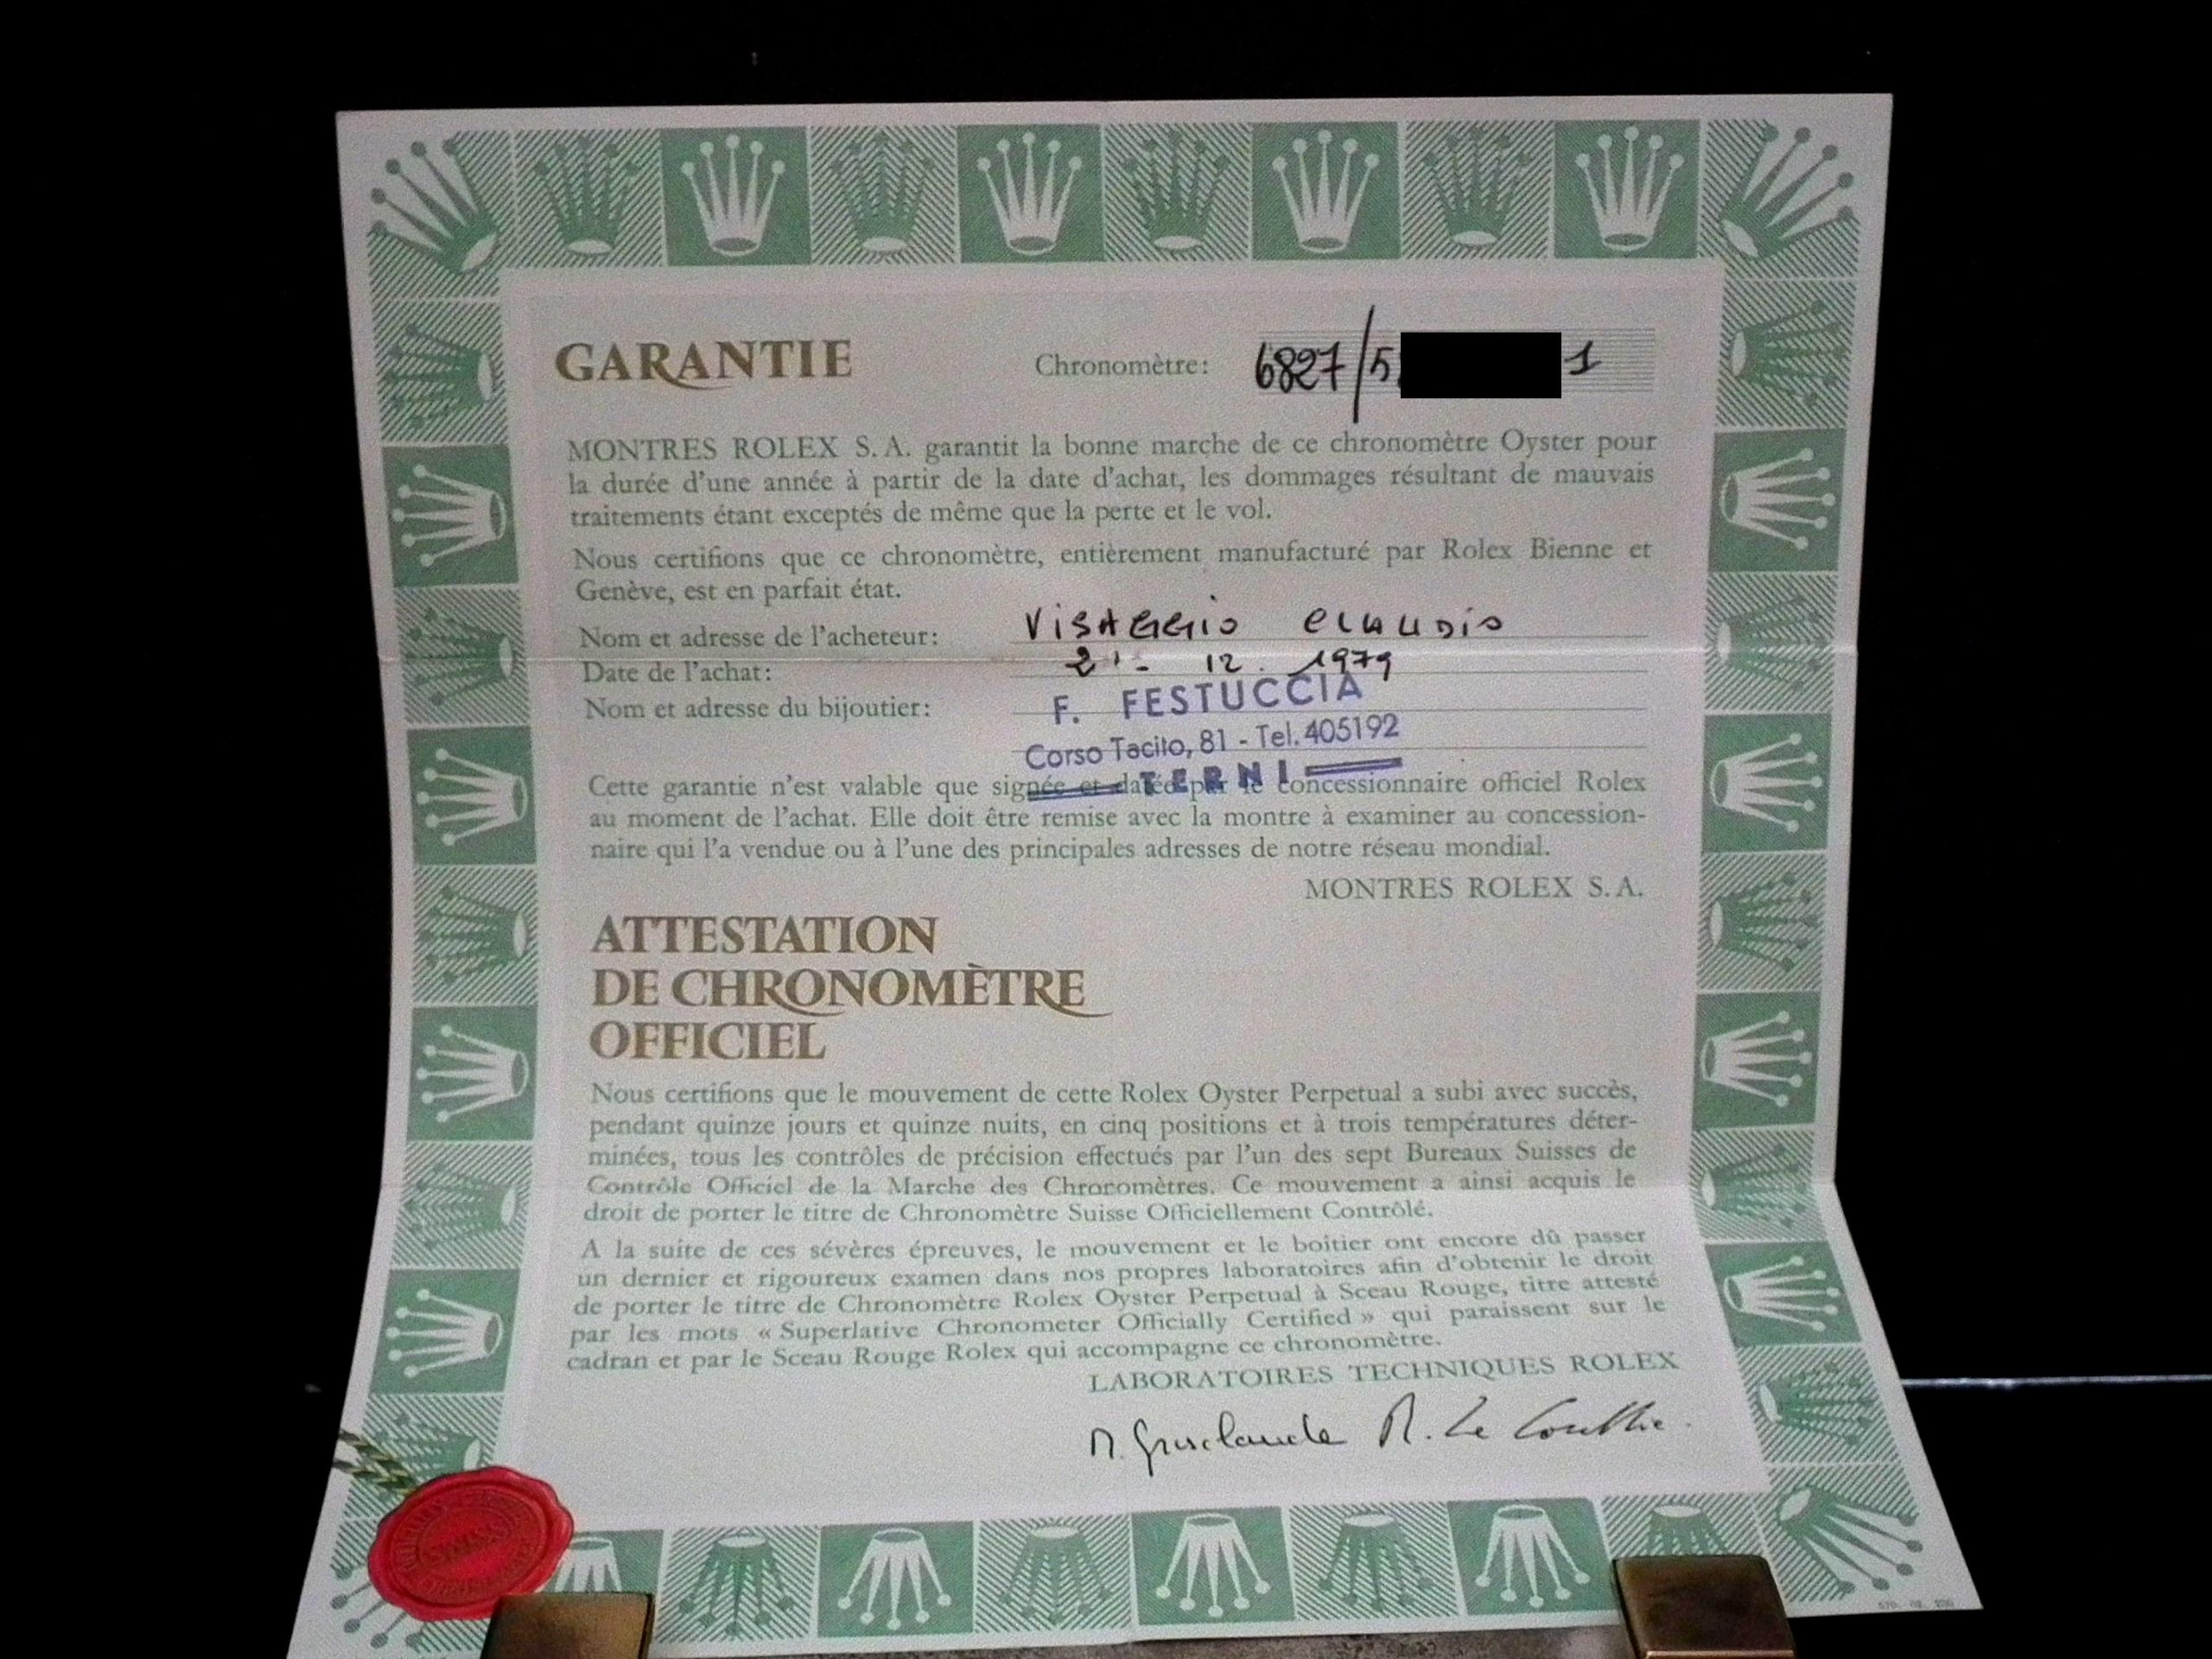 GARANTIE
Chronomètre: 6827/5 1
MONTRES ROLEX S.A. garantit la bonne marche de ce chronomètre Oyster pour
la durée d'une année à partir de la date d'achat, les dommages résultant de mauvais
traitements étant exceptés de même que la perte et le vol.
Nous certifions que ce chronomètre, entièrement manufacturé par Rolex Bienne et
Genève, est en parfait état.
Nom et adresse de l'acheteur: VISAGGIO CLAUDIO
Date de l'achat: 21- 12. 1979
Nom et adresse du bijoutier: F. FESTUCCIA
Corso Tacito, 81 - Tel. 405192
TERNI
Cette garantie n'est valable que signée et datée par le concessionnaire officiel Rolex
au moment de l'achat. Elle doit être remise avec la montre à examiner au concession-
naire qui l'a vendue ou à l'une des principales adresses de notre réseau mondial.
MONTRES ROLEX S.A.
ATTESTATION
DE CHRONOMÈTRE
OFFICIEL
Nous certifions que le mouvement de cette Rolex Oyster Perpetual a subi avec succès,
pendant quinze jours et quinze nuits, en cinq positions et à trois températures déter-
minées, tous les contrôles de précision effectués par l'un des sept Bureaux Suisses de
Contrôle Officiel de la Marche des Chronomètres. Ce mouvement a ainsi acquis le
droit de porter le titre de Chronomètre Suisse Officiellement Contrôlé.
A la suite de ces sévères épreuves, le mouvement et le boîtier ont encore dû passer
un dernier et rigoureux examen dans nos propres laboratoires afin d'obtenir le droit
de porter le titre de Chronomètre Rolex Oyster Perpetual à Sceau Rouge, titre attesté
par les mots « Superlative Chronometer Officially Certified » qui paraissent sur le
cadran et par le Sceau Rouge Rolex qui accompagne ce chronomètre.
LABORATOIRES TECHNIQUES ROLEX
R. Le Coultre.
SWISS